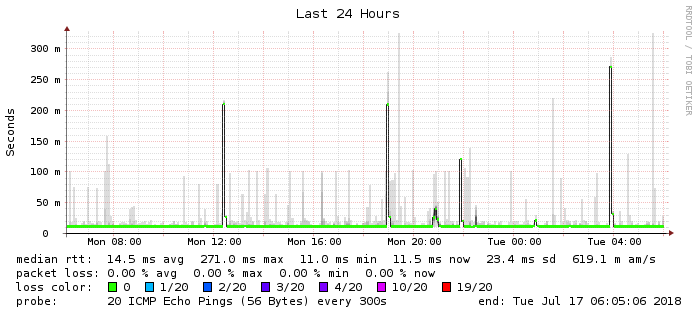 Last 24 Hours
RRDTOOL / TOBI OETIKER
Seconds
300 m
250 m
200 m
150 m
100 m
50 m
0
Mon 08:00 Mon 12:00 Mon 16:00 Mon 20:00 Tue 00:00 Tue 04:00
median rtt: 14.5 ms avg 271.0 ms max 11.0 ms min 11.5 ms now 23.4 ms sd 619.1 m am/s
packet loss: 0.00 % avg 0.00 % max 0.00 % min 0.00 % now
loss color: 0 1/20 2/20 3/20 4/20 10/20 19/20
probe: 20 ICMP Echo Pings (56 Bytes) every 300s end: Tue Jul 17 06:05:06 2018